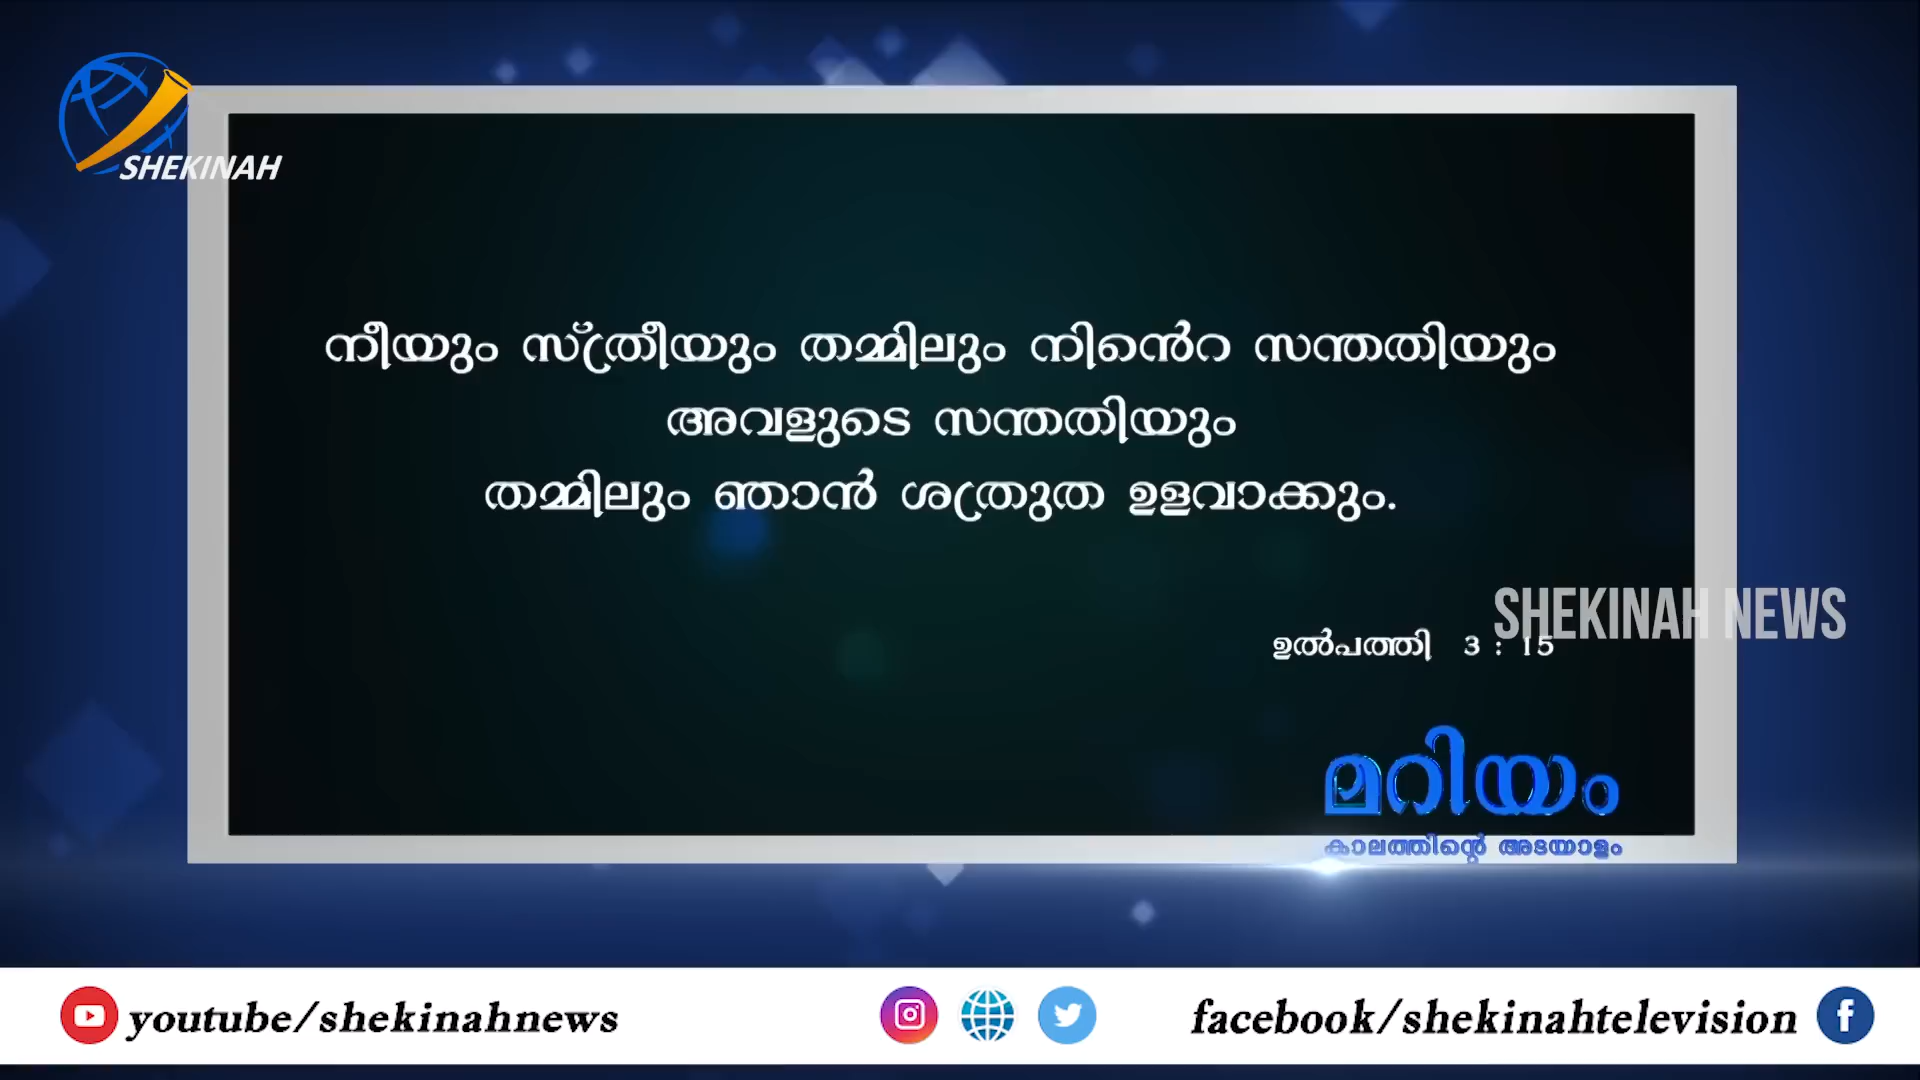 SHEKINAH
നീയും സ്ത്രീയും തമ്മിലും നിൻെറ സന്തതിയും
അവളുടെ സന്തതിയും
തമ്മിലും ഞാൻ ശത്രുത ഉളവാക്കും.
SHEKINAH NEWS
ഉൽപത്തി 3 : 15
മറിയം
കാലത്തിന്റെ അടയാളം
youtube/shekinahnews
facebook/shekinahtelevision